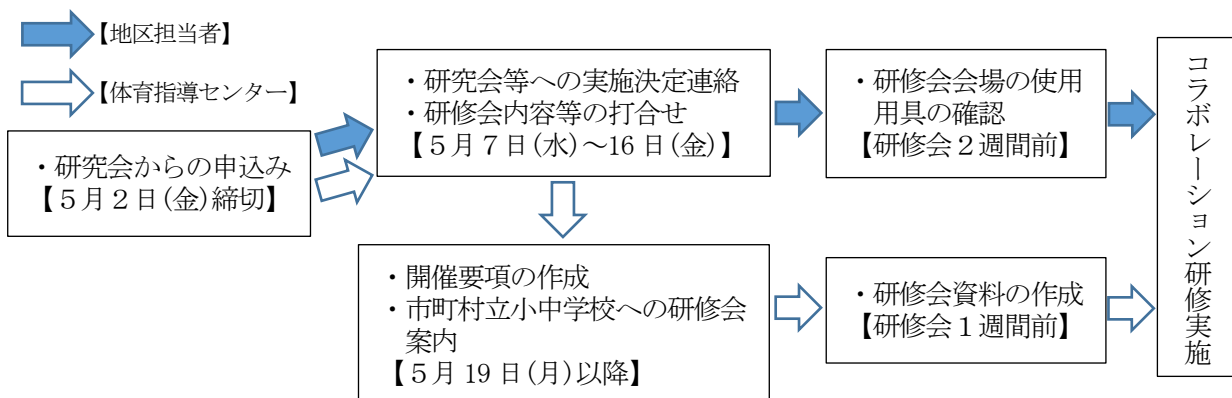 【地区担当者】
【体育指導センター】
・研究会からの申込み
【５月２日(金)締切】
・研究会等への実施決定連絡
・研修会内容等の打合せ
【５月７日(水)～16日(金)】
・研修会会場の使用
用具の確認
【研修会２週間前】
・開催要項の作成
・市町村立小中学校への研修会
案内
【５月19日(月)以降】
・研修会資料の作成
【研修会１週間前】
コラボレーション研修実施